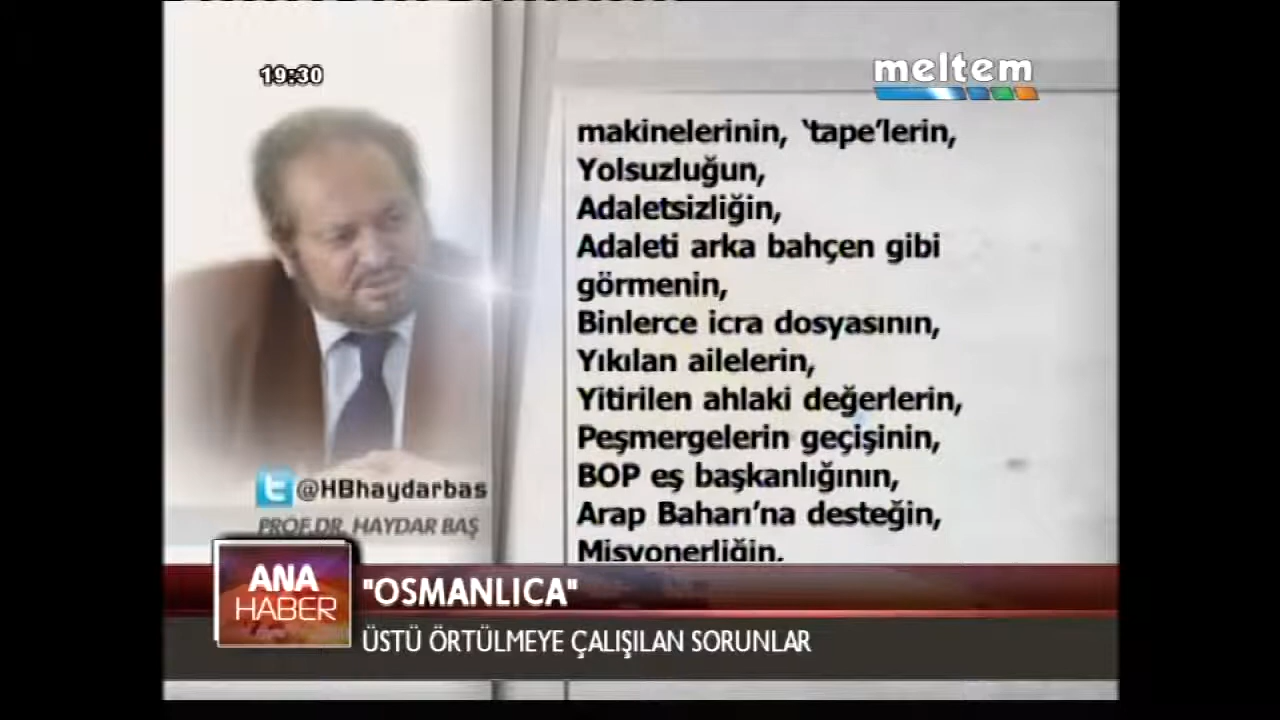 19:30
meltem
makinelerinin, 'tape'lerin,
Yolsuzluğun,
Adaletsizliğin,
Adaleti arka bahçen gibi
görmenin,
Binlerce icra dosyasının,
Yıkılan ailelerin,
Yitirilen ahlaki değerlerin,
Peşmergelerin geçişinin,
BOP eş başkanlığının,
Arap Baharı'na desteğin,
Misyonerliğin,
@HBhaydarbas
PROF.DR. HAYDAR BAŞ
ANA
HABER
"OSMANLICA"
ÜSTÜ ÖRTÜLMEYE ÇALIŞILAN SORUNLAR